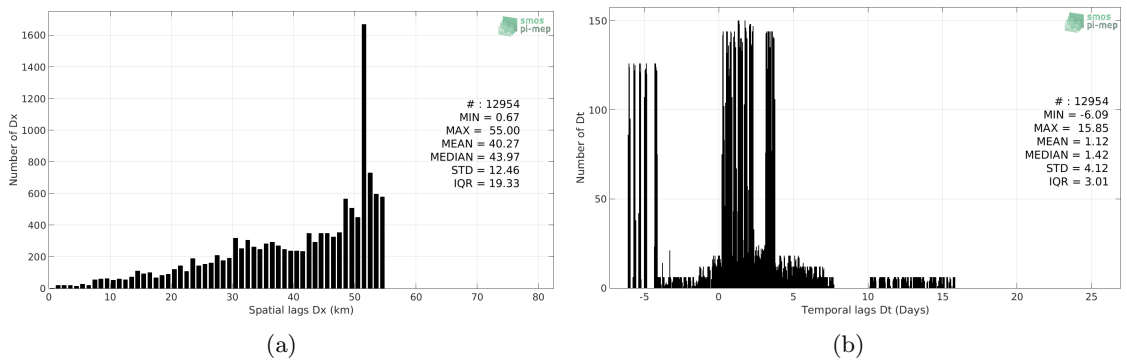 smos
pi-mep
1600
1400
1200
1000
800
600
400
200
0
Number of Dx
# : 12954
MIN = 0.67
MAX = 55.00
MEAN = 40.27
MEDIAN = 43.97
STD = 12.46
IQR = 19.33
0 10 20 30 40 50 60 70 80
Spatial lags Dx (km)
(a)
smos
pi-mep
150
100
50
0
Number of Dt
# : 12954
MIN = -6.09
MAX = 15.85
MEAN = 1.12
MEDIAN = 1.42
STD = 4.12
IQR = 3.01
-5 0 5 10 15 20 25
Temporal lags Dt (Days)
(b)